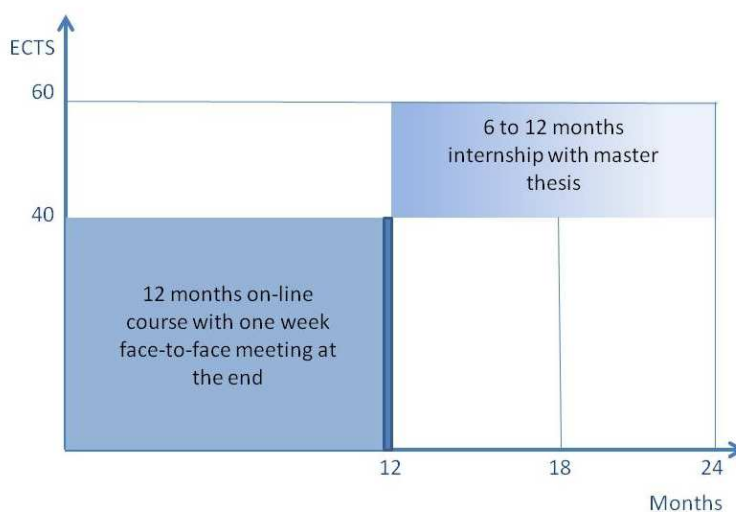 ECTS
60
6 to 12 months
internship with master
thesis
40
12 months on-line
course with one week
face-to-face meeting at
the end
12
18
24
Months